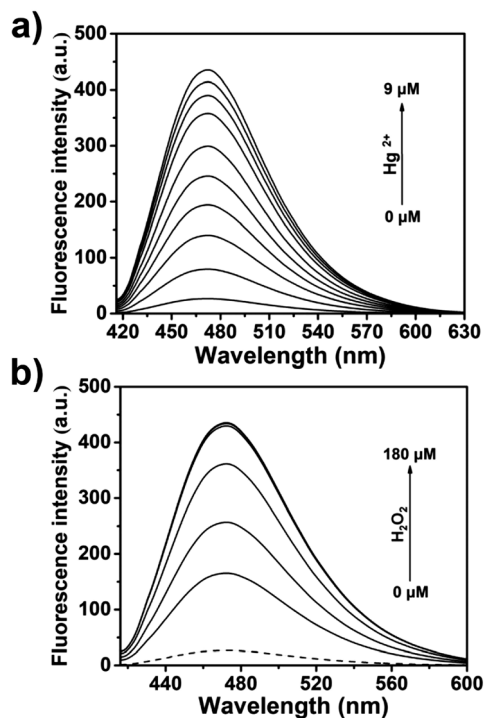 a)
Fluorescence intensity (a.u.)
500
400
300
200
100
0
9 μM
Hg 2+
0 μM
420 450 480 510 540 570 600 630
Wavelength (nm)
b)
Fluorescence intensity (a.u.)
500
400
300
200
100
0
180 μM
H₂O₂
0 μM
440 480 520 560 600
Wavelength (nm)